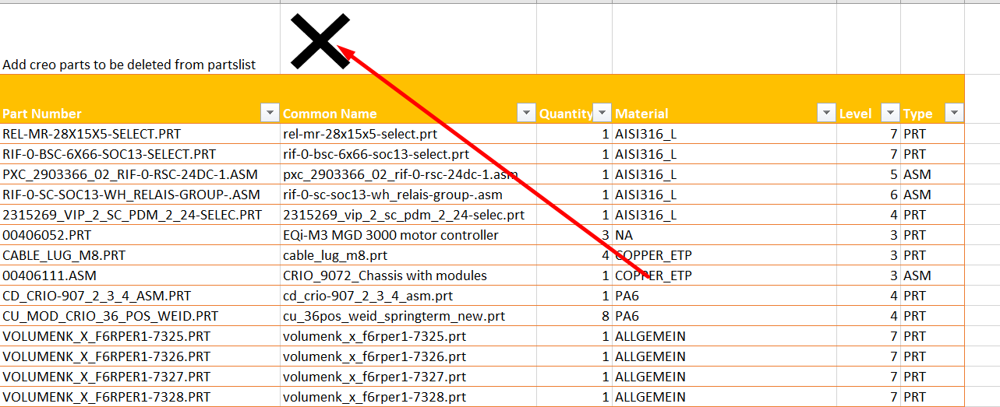 Add creo parts to be deleted from partslist
Part Number Common Name Quantity Material Level Type
REL-MR-28X15X5-SELECT.PRT rel-mr-28x15x5-select.prt 1 AISI316_L 7 PRT
RIF-0-BSC-6X66-SOC13-SELECT.PRT rif-0-bsc-6x66-soc13-select.prt 1 AISI316_L 7 PRT
PXC_2903366_02_RIF-0-RSC-24DC-1.ASM pxc_2903366_02_rif-0-rsc-24dc-1.asm 1 AISI316_L 5 ASM
RIF-0-SC-SOC13-WH_RELAIS-GROUP-.ASM rif-0-sc-soc13-wh_relais-group-.asm 1 AISI316_L 6 ASM
2315269_VIP_2_SC_PDM_2_24-SELEC.PRT 2315269_vip_2_sc_pdm_2_24-selec.prt 1 AISI316_L 4 PRT
00406052.PRT EQi-M3 MGD 3000 motor controller 3 NA 3 PRT
CABLE_LUG_M8.PRT cable_lug_m8.prt 4 COPPER_ETP 3 PRT
00406111.ASM CRIO_9072_Chassis with modules 1 COPPER_ETP 3 ASM
CD_CRIO-907_2_3_4_ASM.PRT cd_crio-907_2_3_4_asm.prt 1 PA6 4 PRT
CU_MOD_CRIO_36_POS_WEID.PRT cu_36pos_weid_springterm_new.prt 8 PA6 4 PRT
VOLUMENK_X_F6RPER1-7325.PRT volumenk_x_f6rper1-7325.prt 1 ALLGEMEIN 7 PRT
VOLUMENK_X_F6RPER1-7326.PRT volumenk_x_f6rper1-7326.prt 1 ALLGEMEIN 7 PRT
VOLUMENK_X_F6RPER1-7327.PRT volumenk_x_f6rper1-7327.prt 1 ALLGEMEIN 7 PRT
VOLUMENK_X_F6RPER1-7328.PRT volumenk_x_f6rper1-7328.prt 1 ALLGEMEIN 7 PRT